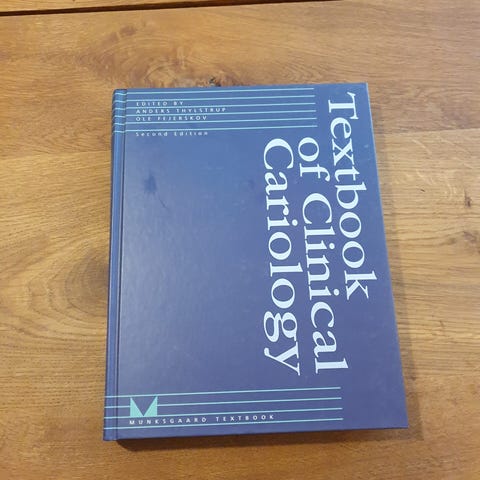 EDITED BY
ANDERS THYLSTRUP
OLE FEJERSKOV
Second Edition
Textbook
of Clinical
Cariology
MUNKSGAARD TEXTBOOK